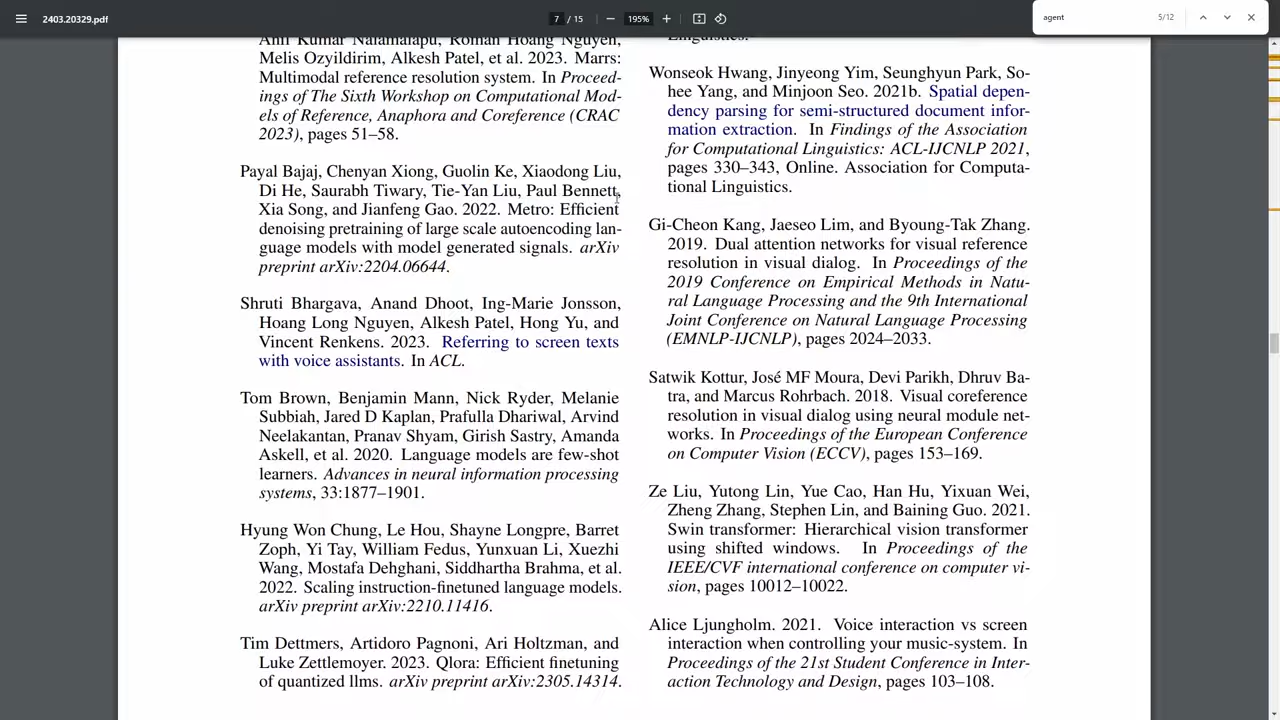 2403.20329.pdf
7 / 15
195%
agent
5/12
Anil Kumar Nalamalapu, Roman Hoang Nguyen,
Melis Ozyildirim, Alkesh Patel, et al. 2023. Marrs:
Multimodal reference resolution system. In Proceed-
ings of The Sixth Workshop on Computational Mod-
els of Reference, Anaphora and Coreference (CRAC
2023), pages 51–58.
Payal Bajaj, Chenyan Xiong, Guolin Ke, Xiaodong Liu,
Di He, Saurabh Tiwary, Tie-Yan Liu, Paul Bennett,
Xia Song, and Jianfeng Gao. 2022. Metro: Efficient
denoising pretraining of large scale autoencoding lan-
guage models with model generated signals. arXiv
preprint arXiv:2204.06644.
Shruti Bhargava, Anand Dhoot, Ing-Marie Jonsson,
Hoang Long Nguyen, Alkesh Patel, Hong Yu, and
Vincent Renkens. 2023. Referring to screen texts
with voice assistants. In ACL.
Tom Brown, Benjamin Mann, Nick Ryder, Melanie
Subbiah, Jared D Kaplan, Prafulla Dhariwal, Arvind
Neelakantan, Pranav Shyam, Girish Sastry, Amanda
Askell, et al. 2020. Language models are few-shot
learners. Advances in neural information processing
systems, 33:1877–1901.
Hyung Won Chung, Le Hou, Shayne Longpre, Barret
Zoph, Yi Tay, William Fedus, Yunxuan Li, Xuezhi
Wang, Mostafa Dehghani, Siddhartha Brahma, et al.
2022. Scaling instruction-finetuned language models.
arXiv preprint arXiv:2210.11416.
Tim Dettmers, Artidoro Pagnoni, Ari Holtzman, and
Luke Zettlemoyer. 2023. Qlora: Efficient finetuning
of quantized llms. arXiv preprint arXiv:2305.14314.
Linguistics.
Wonseok Hwang, Jinyeong Yim, Seunghyun Park, So-
hee Yang, and Minjoon Seo. 2021b. Spatial depen-
dency parsing for semi-structured document infor-
mation extraction. In Findings of the Association
for Computational Linguistics: ACL-IJCNLP 2021,
pages 330–343, Online. Association for Computa-
tional Linguistics.
Gi-Cheon Kang, Jaeseo Lim, and Byoung-Tak Zhang.
2019. Dual attention networks for visual reference
resolution in visual dialog. In Proceedings of the
2019 Conference on Empirical Methods in Natu-
ral Language Processing and the 9th International
Joint Conference on Natural Language Processing
(EMNLP-IJCNLP), pages 2024–2033.
Satwik Kottur, José MF Moura, Devi Parikh, Dhruv Ba-
tra, and Marcus Rohrbach. 2018. Visual coreference
resolution in visual dialog using neural module net-
works. In Proceedings of the European Conference
on Computer Vision (ECCV), pages 153–169.
Ze Liu, Yutong Lin, Yue Cao, Han Hu, Yixuan Wei,
Zheng Zhang, Stephen Lin, and Baining Guo. 2021.
Swin transformer: Hierarchical vision transformer
using shifted windows. In Proceedings of the
IEEE/CVF international conference on computer vi-
sion, pages 10012–10022.
Alice Ljungholm. 2021. Voice interaction vs screen
interaction when controlling your music-system. In
Proceedings of the 21st Student Conference in Inter-
action Technology and Design, pages 103–108.